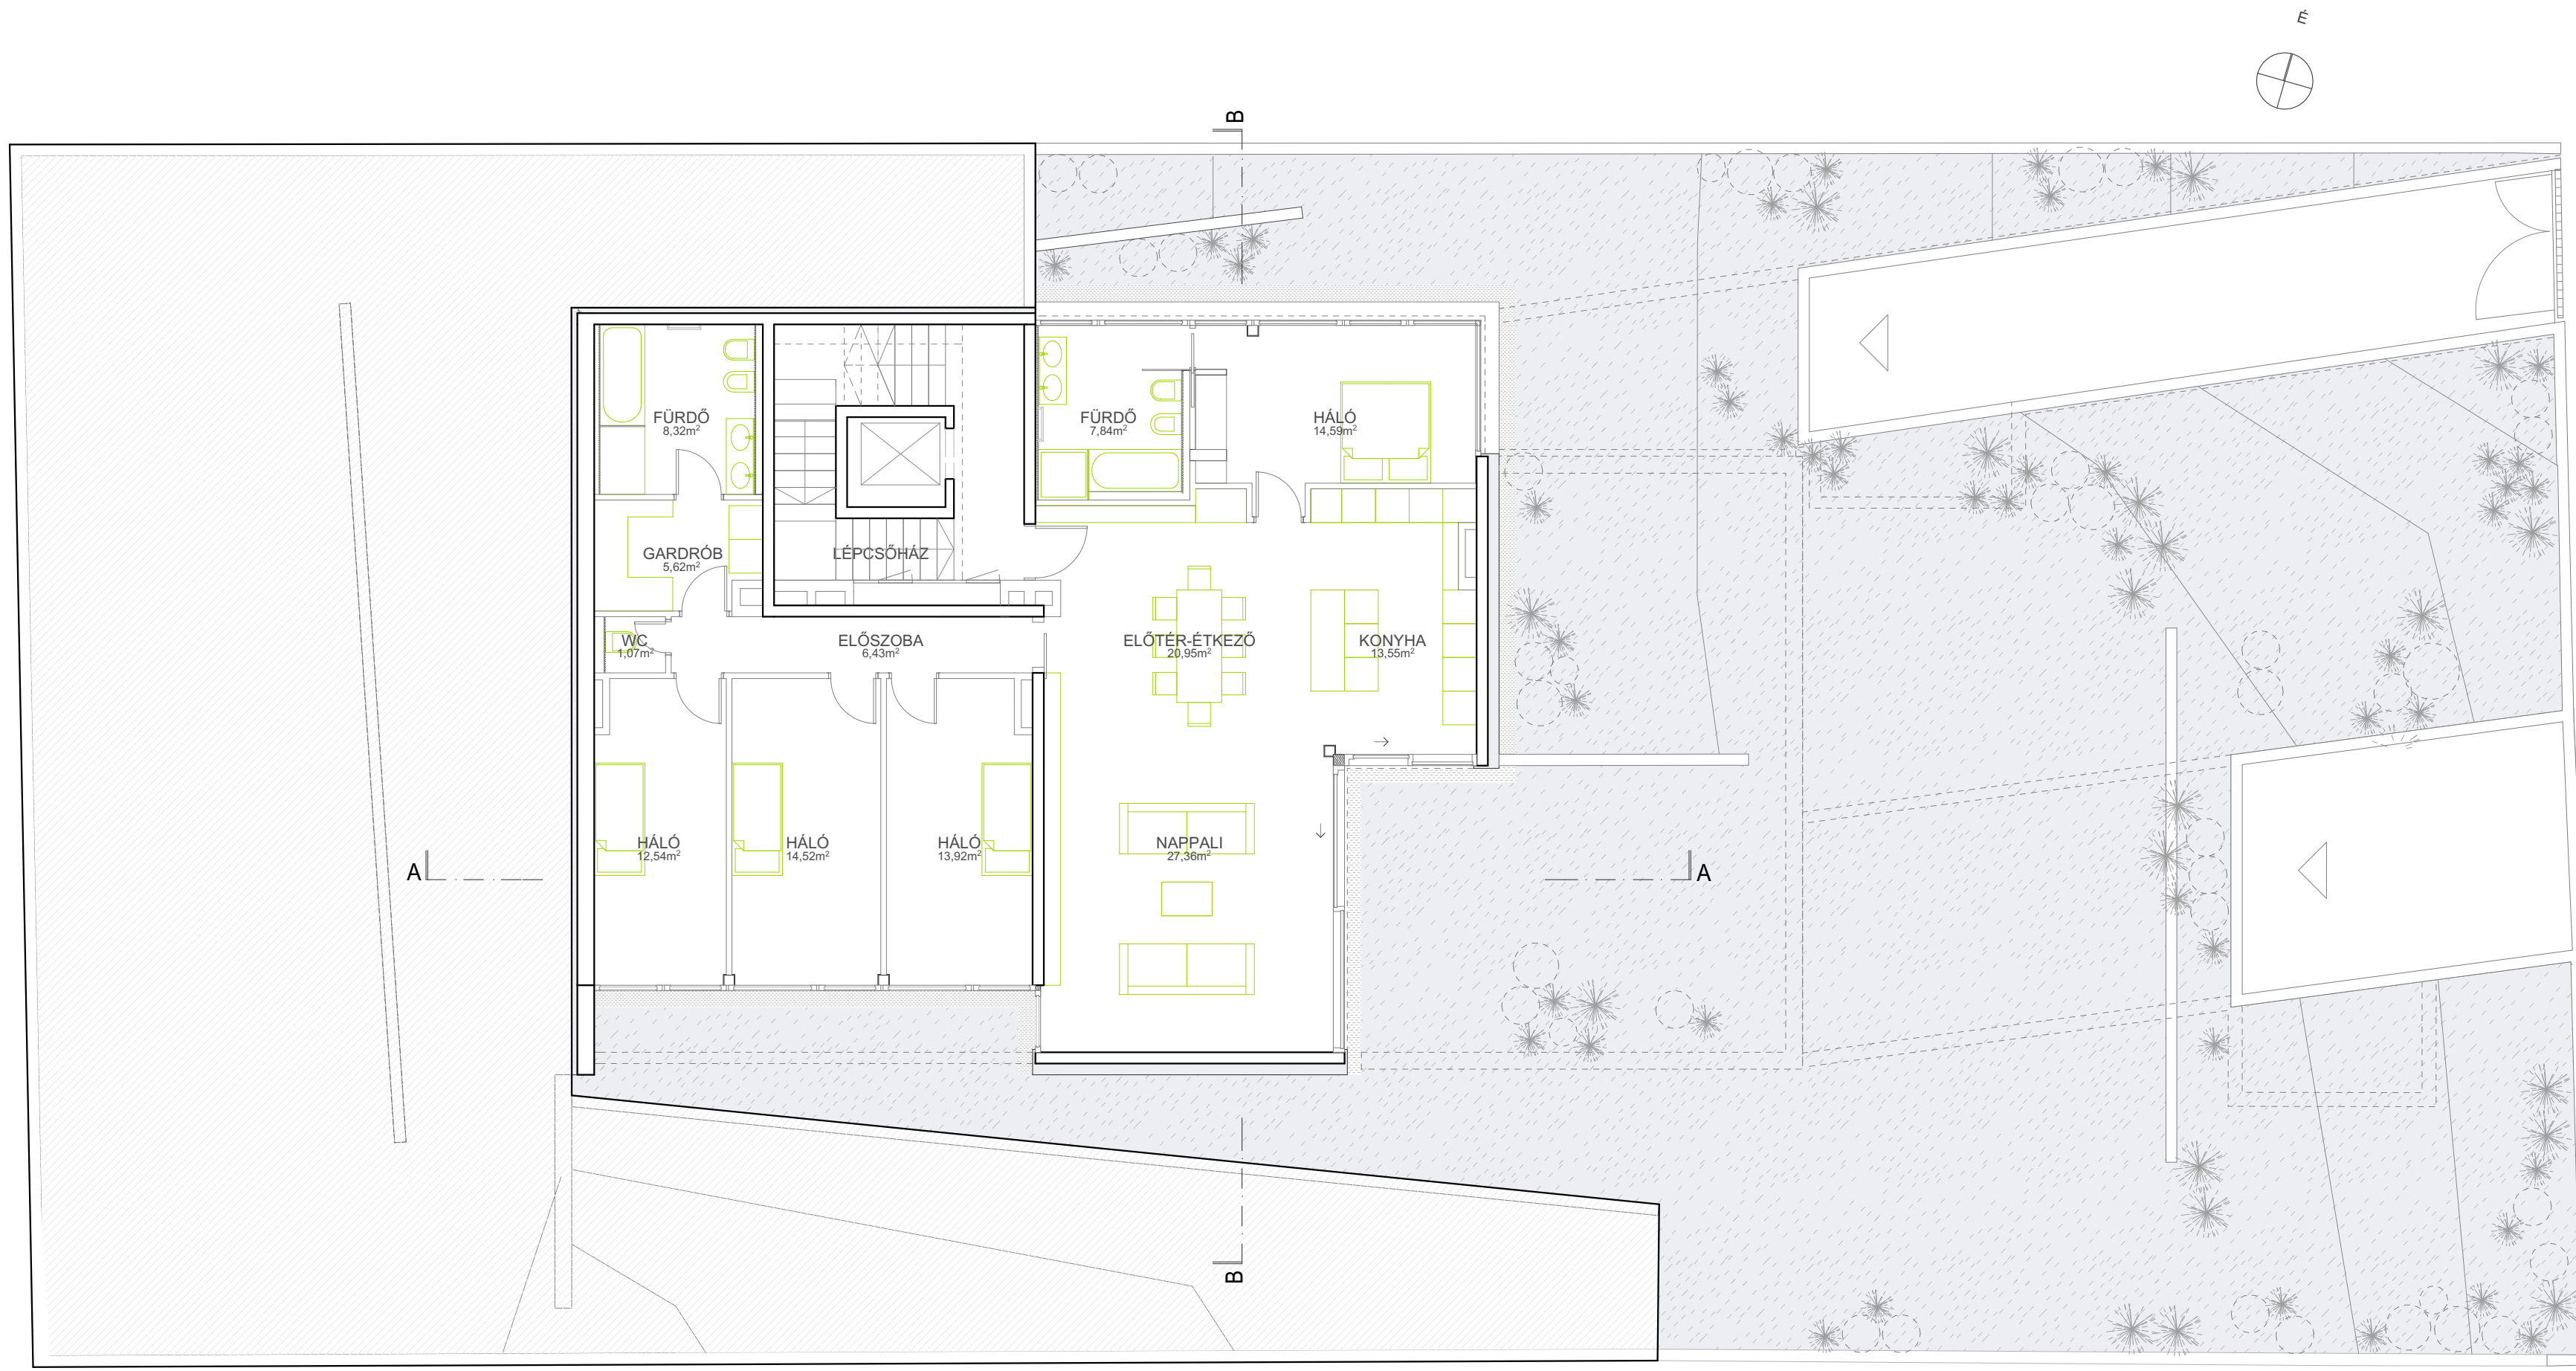 É
B
FÜRDŐ
8,32m²
FÜRDŐ
7,84m²
HÁLÓ
14,59m²
GARDRÓB
5,62m²
LÉPCSŐHÁZ
WC
1,07m²
ELŐSZOBA
6,43m²
ELŐTÉR-ÉTKEZŐ
20,95m²
KONYHA
13,55m²
HÁLÓ
12,54m²
HÁLÓ
14,52m²
HÁLÓ
13,92m²
NAPPALI
27,36m²
A
A
B